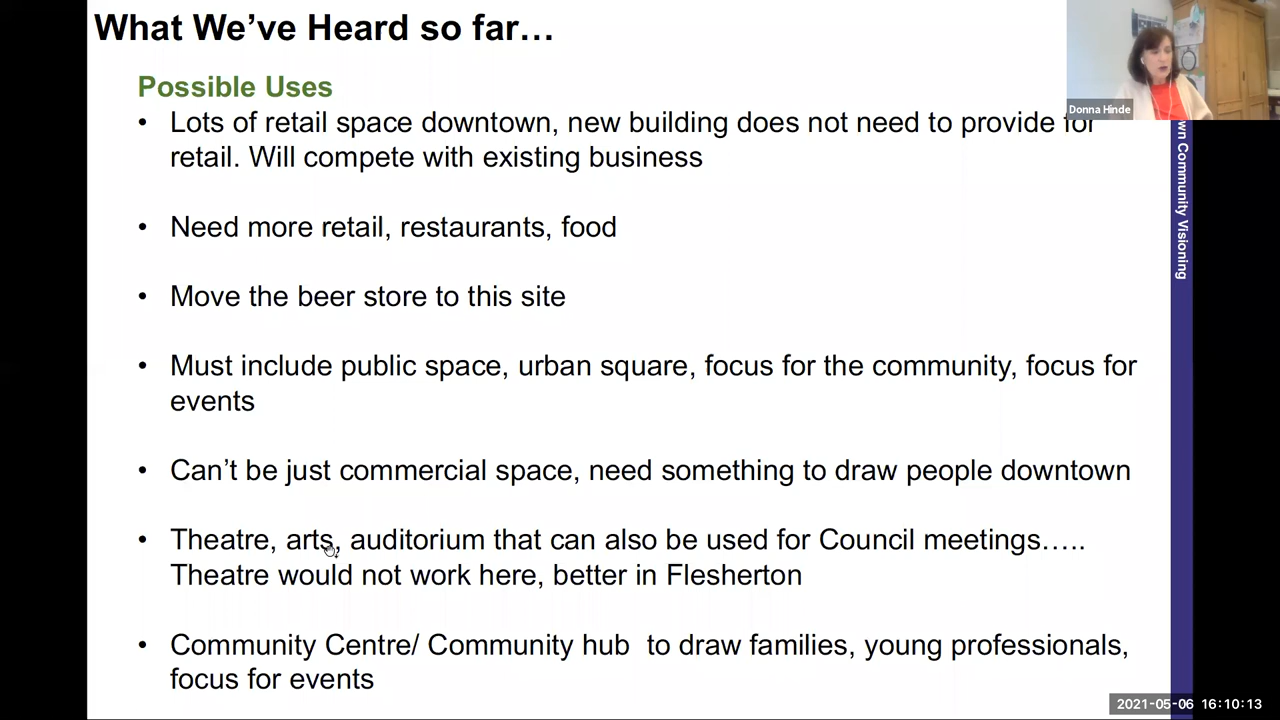 What We've Heard so far…
Possible Uses
• Lots of retail space downtown, new building does not need to provide for
retail. Will compete with existing business
• Need more retail, restaurants, food
• Move the beer store to this site
• Must include public space, urban square, focus for the community, focus for
events
• Can't be just commercial space, need something to draw people downtown
• Theatre, arts, auditorium that can also be used for Council meetings…..
Theatre would not work here, better in Flesherton
• Community Centre/ Community hub  to draw families, young professionals,
focus for events
Donna Hinde
Community Visioning
2021-05-06 16:10:13